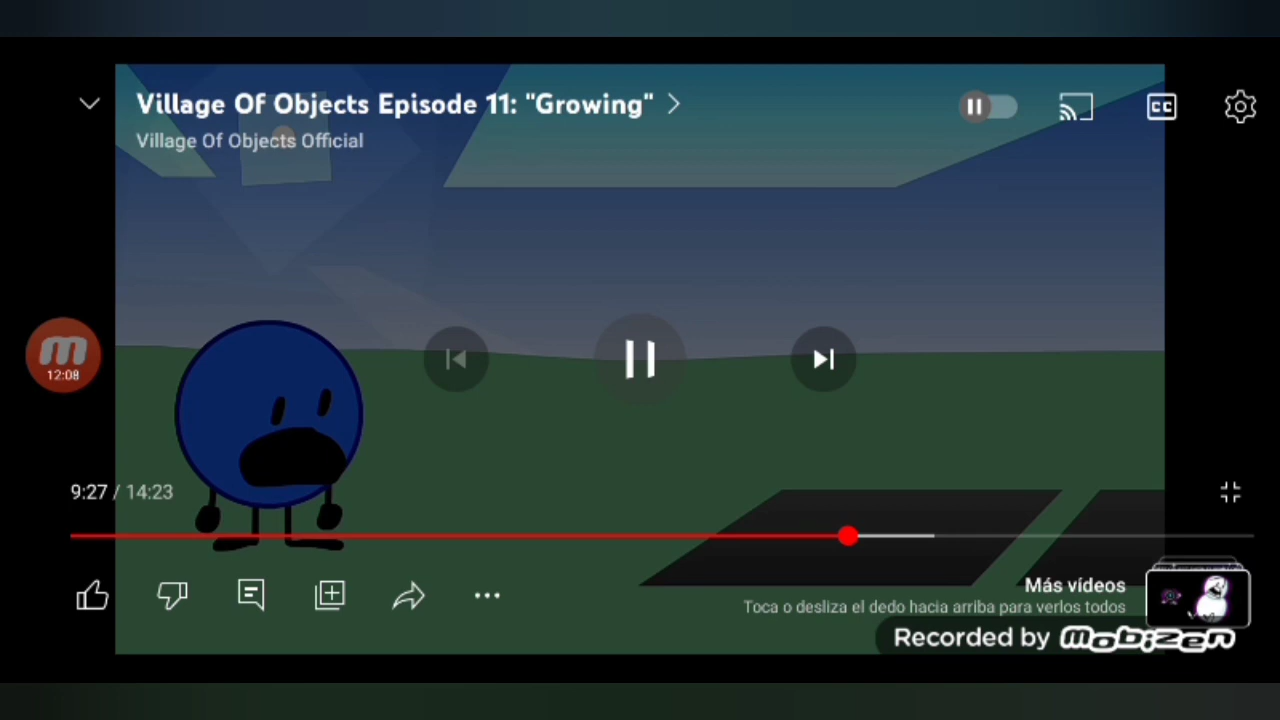 Village Of Objects Episode 11: "Growing"
Village Of Objects Official
CC
12:08
9:27 / 14:23
Más vídeos
Toca o desliza el dedo hacia arriba para verlos todos
Recorded by mobizen